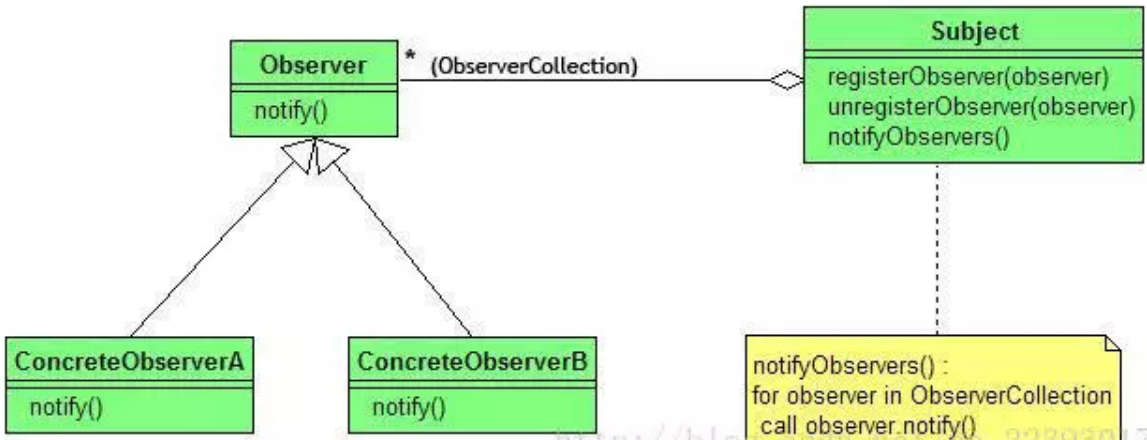 Observer
notify()
* (ObserverCollection)
Subject
registerObserver(observer)
unregisterObserver(observer)
notifyObservers()
ConcreteObserverA
notify()
ConcreteObserverB
notify()
notifyObservers() :
for observer in ObserverCollection
call observer.notify()